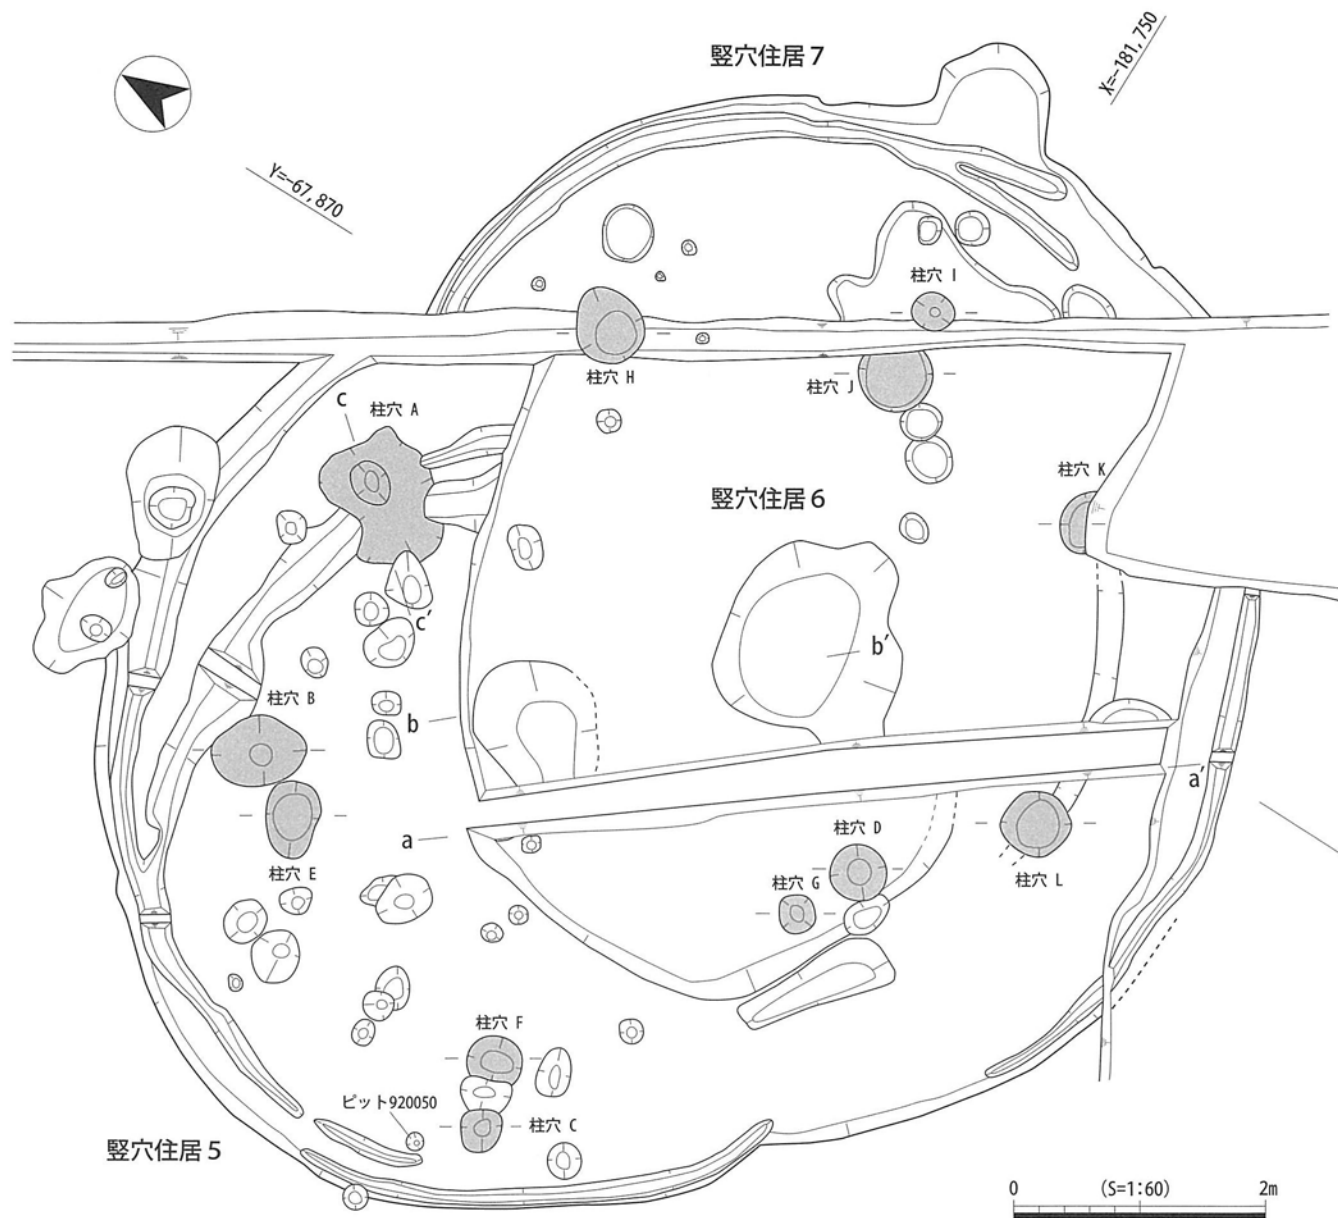 竪穴住居7
X=-181,750
Y=-67,870
柱穴 I
柱穴 H
柱穴 J
c
柱穴 A
柱穴 K
竪穴住居6
c′
b′
柱穴 B
b
a′
a
柱穴 D
柱穴 E
柱穴 G
柱穴 L
柱穴 F
ピット920050
柱穴 C
竪穴住居5
0 (S=1:60) 2m